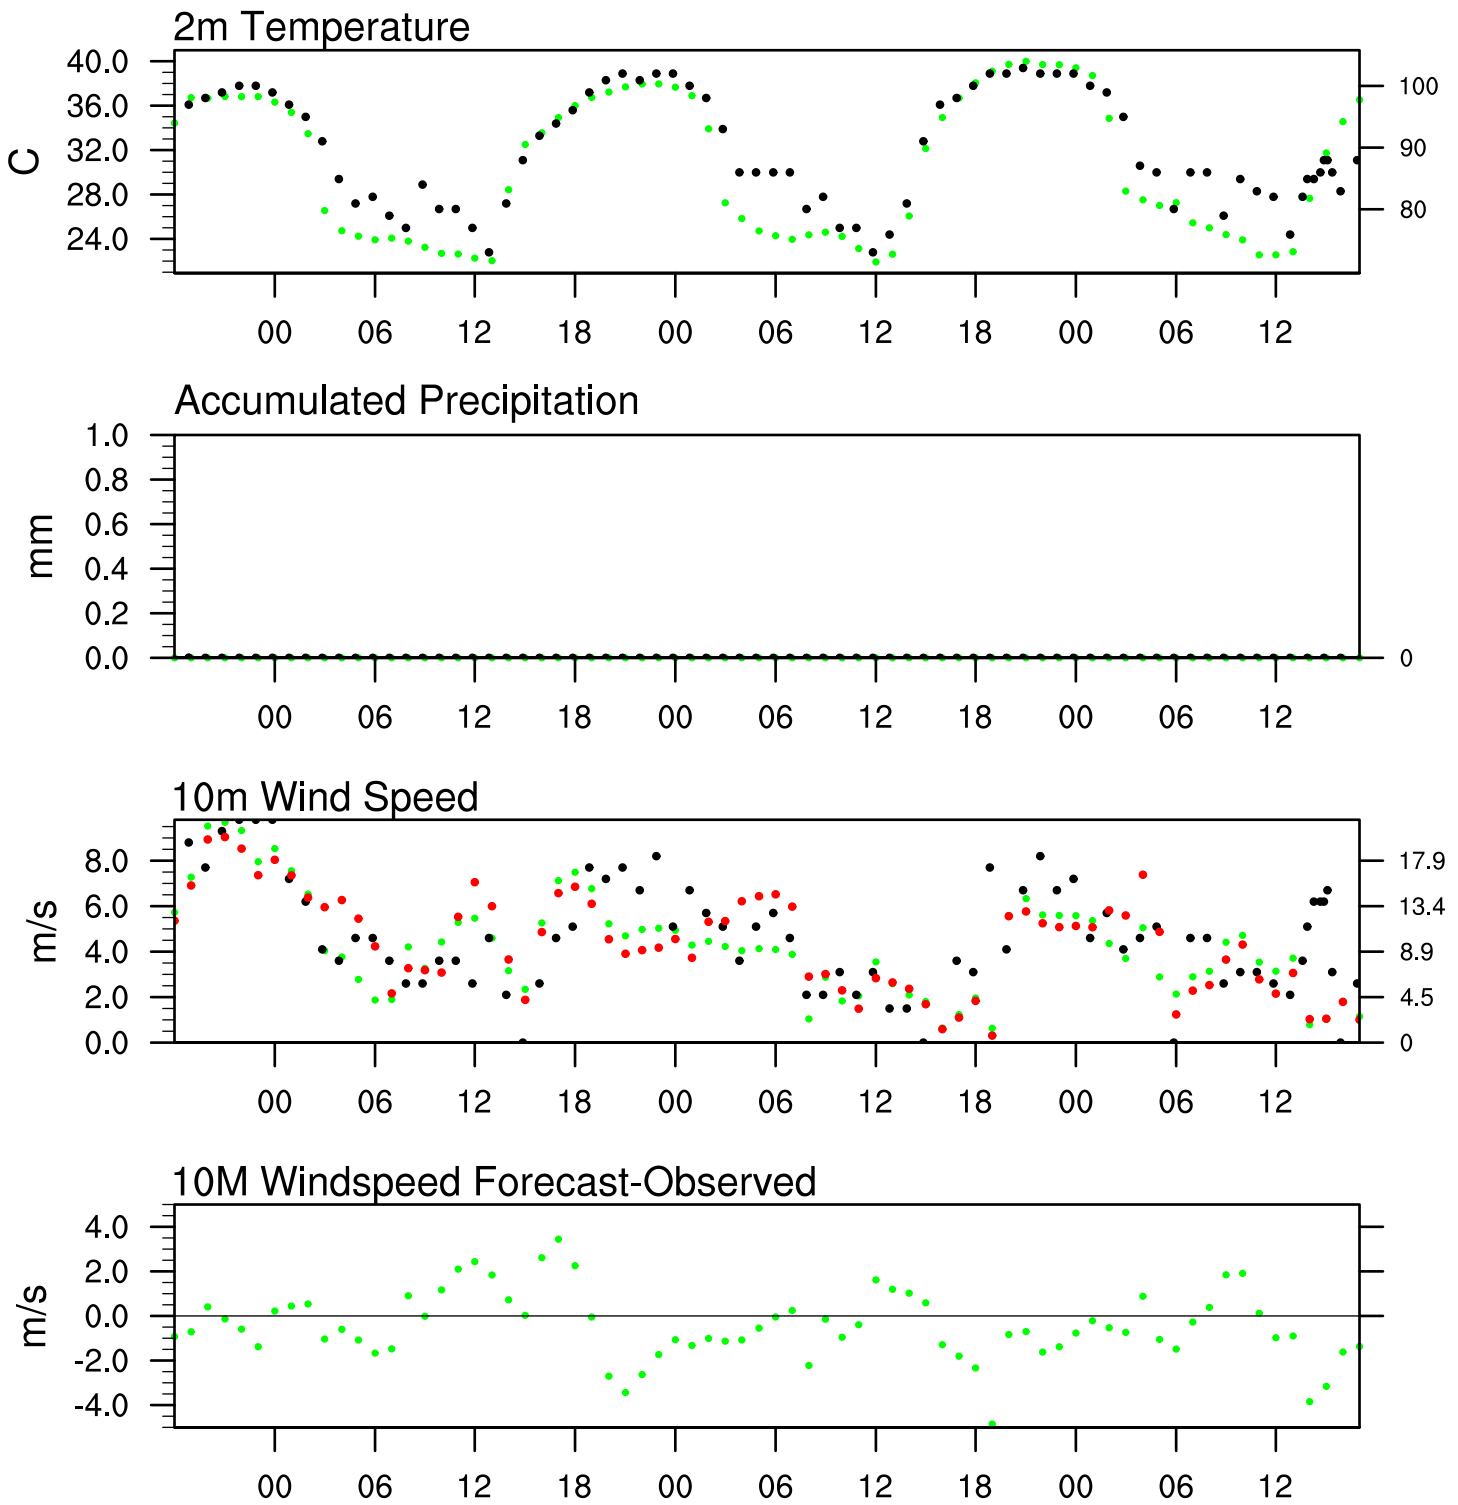 2m Temperature
40.0
36.0
32.0
28.0
24.0
C
100
90
80
00 06 12 18 00 06 12 18 00 06 12
Accumulated Precipitation
1.0
0.8
0.6
0.4
0.2
0.0
mm
0
00 06 12 18 00 06 12 18 00 06 12
10m Wind Speed
8.0
6.0
4.0
2.0
0.0
m/s
17.9
13.4
8.9
4.5
0
00 06 12 18 00 06 12 18 00 06 12
10M Windspeed Forecast-Observed
4.0
2.0
0.0
-2.0
-4.0
m/s
00 06 12 18 00 06 12 18 00 06 12